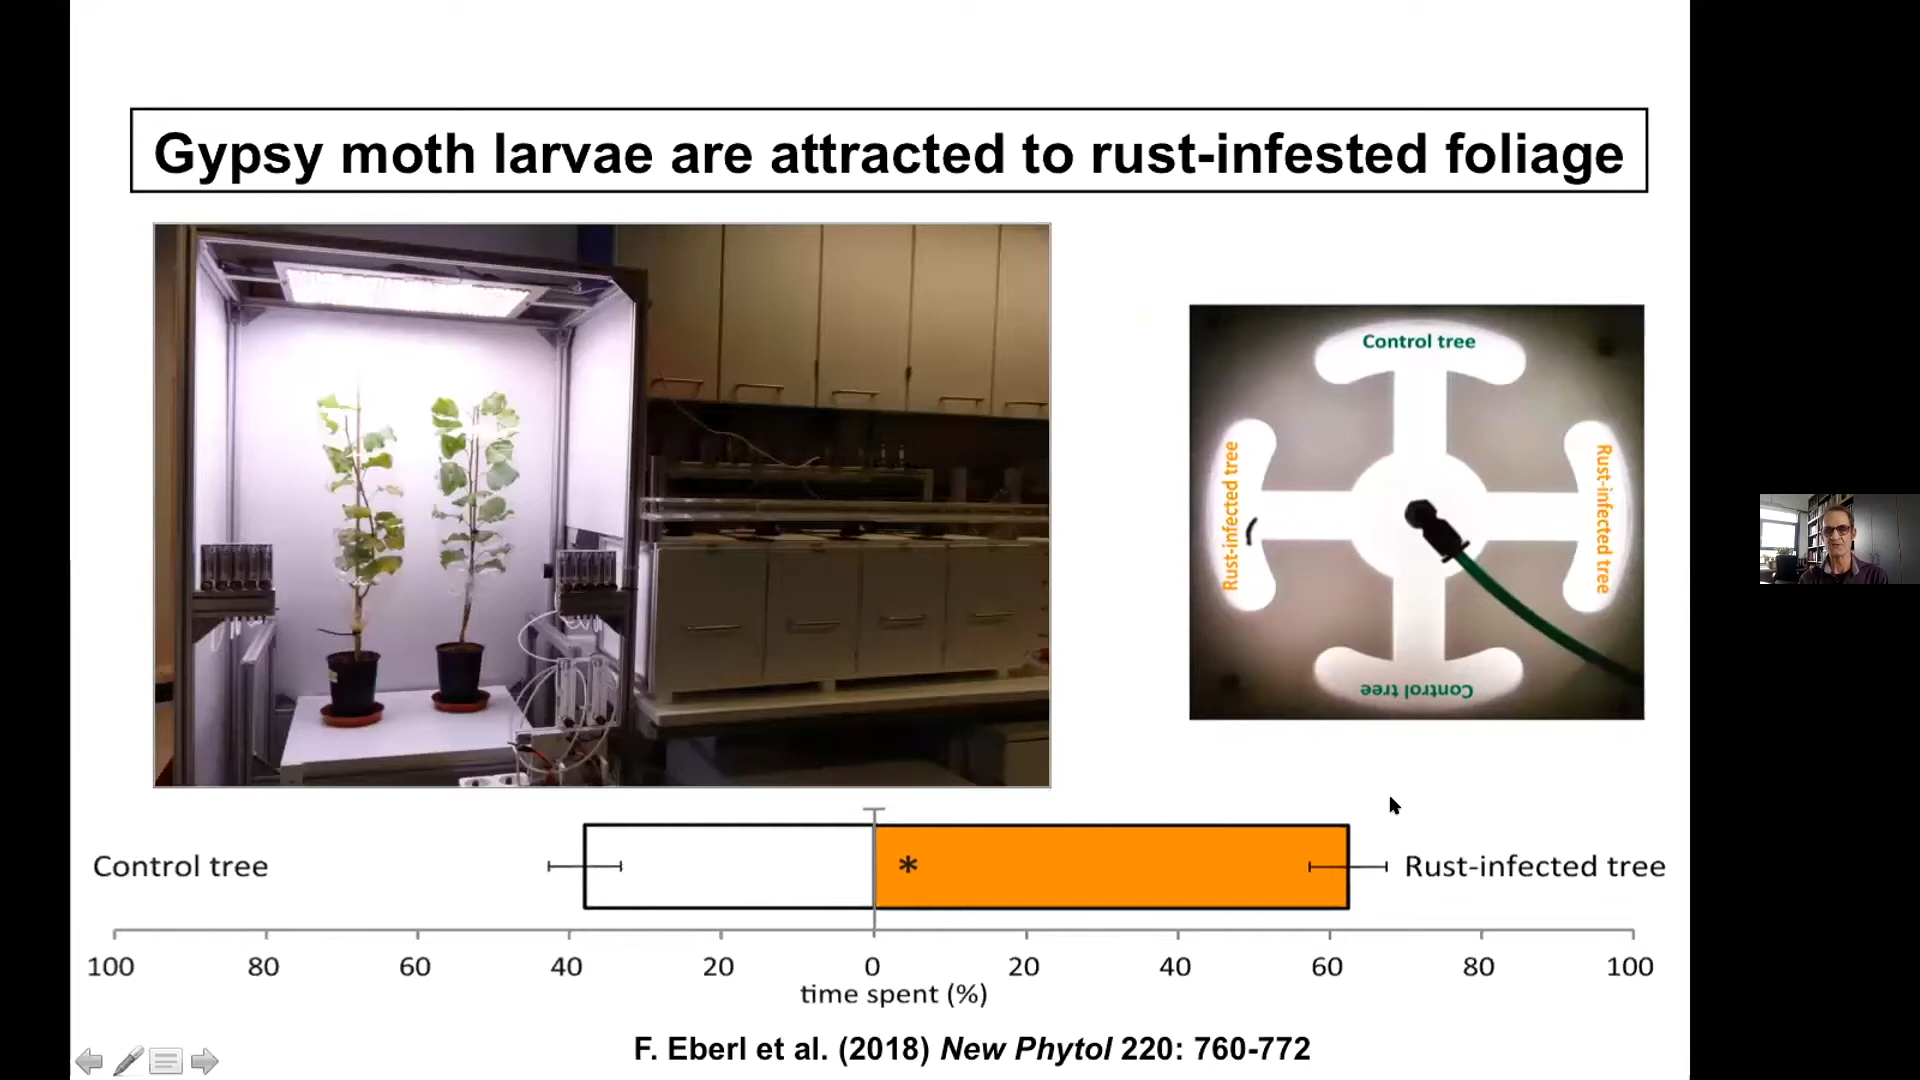 Gypsy moth larvae are attracted to rust-infested foliage
Control tree
Rust-infected tree
Rust-infected tree
Control tree
Control tree
*
Rust-infected tree
100 80 60 40 20 0 20 40 60 80 100
time spent (%)
F. Eberl et al. (2018) New Phytol 220: 760-772